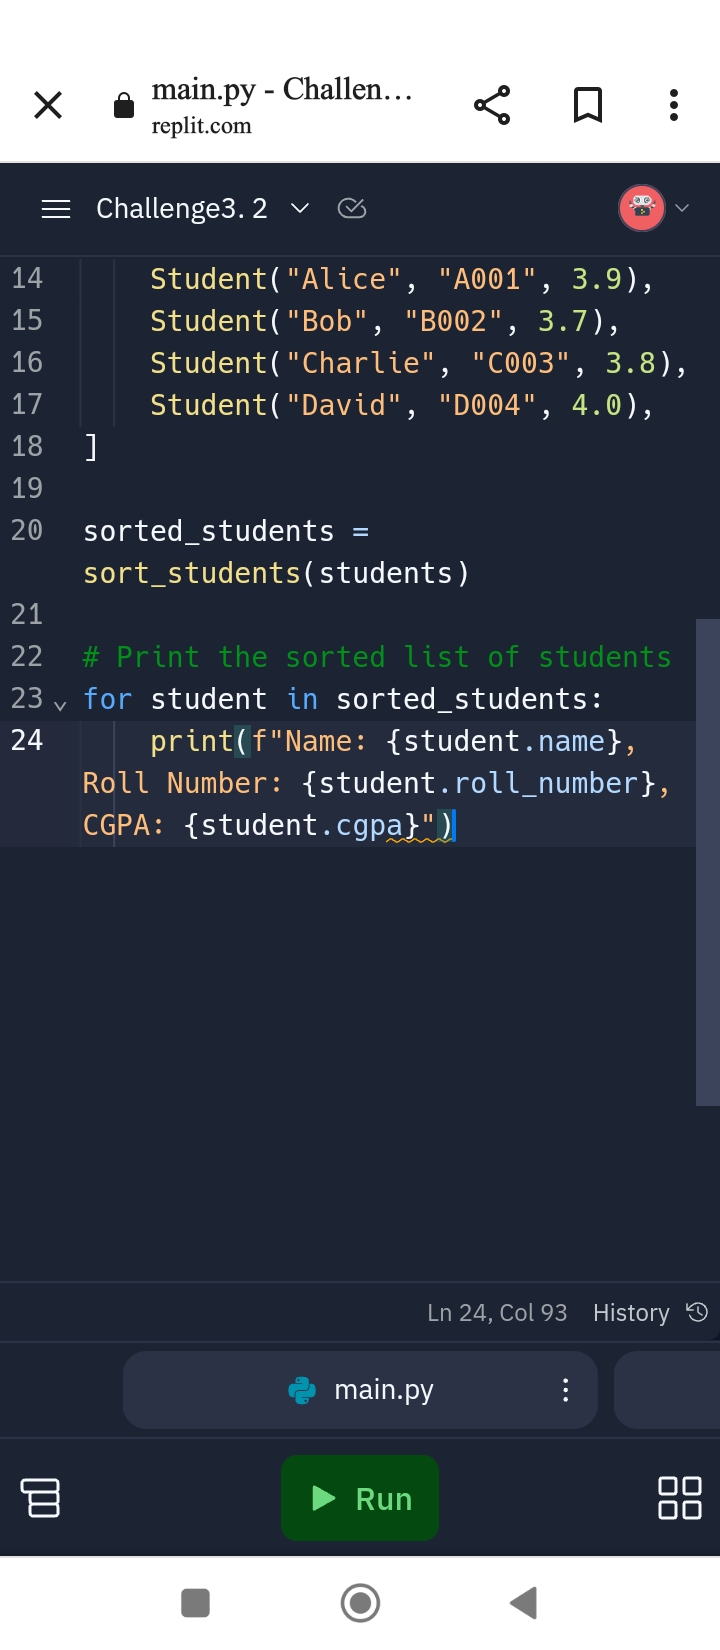 main.py - Challen...
replit.com
Challenge3. 2
14 Student("Alice", "A001", 3.9),
15 Student("Bob", "B002", 3.7),
16 Student("Charlie", "C003", 3.8),
17 Student("David", "D004", 4.0),
18 ]
19
20 sorted_students =
sort_students(students)
21
22 # Print the sorted list of students
23 for student in sorted_students:
24 print(f"Name: {student.name},
Roll Number: {student.roll_number},
CGPA: {student.cgpa}")
Ln 24, Col 93 History
main.py
Run